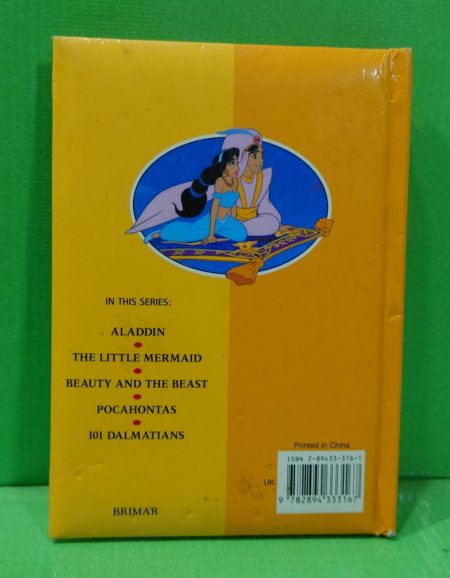 IN THIS SERIES:
ALADDIN
THE LITTLE MERMAID
BEAUTY AND THE BEAST
POCAHONTAS
101 DALMATIANS
Printed in China
ISBN 2-89433-316-1
UK
9 782894 333167
BRIMAR